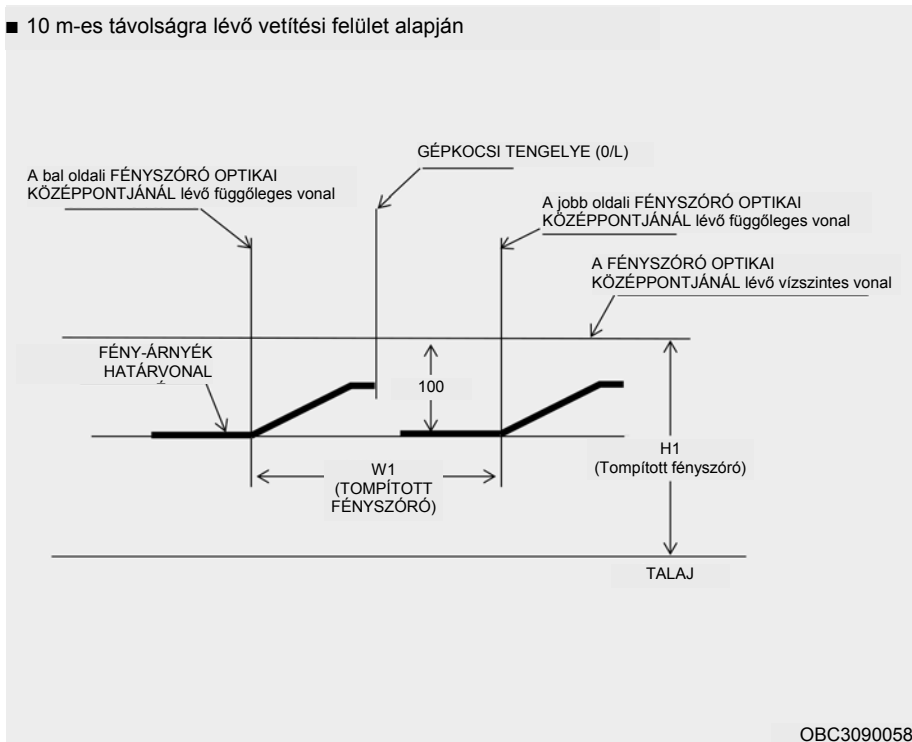 ■ 10 m-es távolságra lévő vetítési felület alapján
GÉPKOCSI TENGELYE (0/L)
A bal oldali FÉNYSZÓRÓ OPTIKAI
KÖZÉPPONTJÁNÁL lévő függőleges vonal
A jobb oldali FÉNYSZÓRÓ OPTIKAI
KÖZÉPPONTJÁNÁL lévő függőleges vonal
A FÉNYSZÓRÓ OPTIKAI
KÖZÉPPONTJÁNÁL lévő vízszintes vonal
FÉNY-ÁRNYÉK
HATÁRVONAL
100
W1
(TOMPÍTOTT
FÉNYSZÓRÓ)
H1
(Tompított fényszóró)
TALAJ
OBC3090058